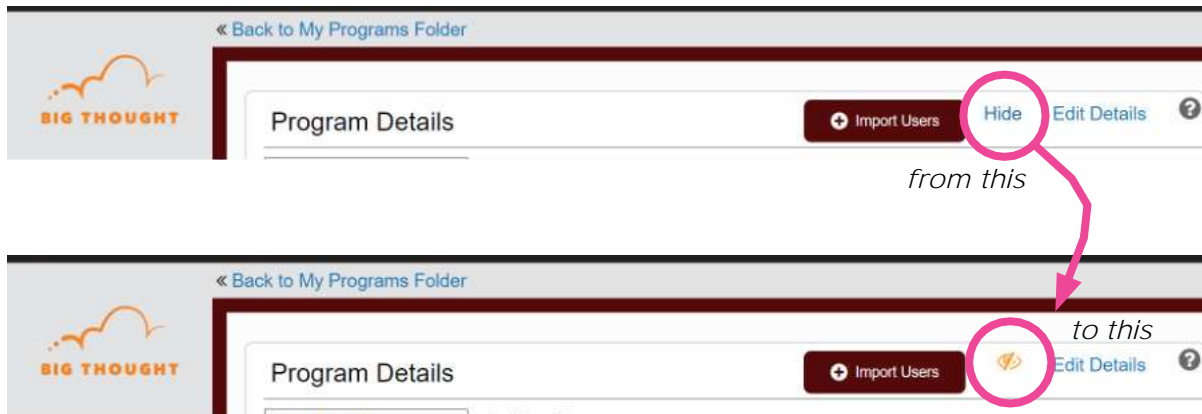 « Back to My Programs Folder
BIG THOUGHT
Program Details
Import Users
Hide
Edit Details
from this
« Back to My Programs Folder
to this
BIG THOUGHT
Program Details
Import Users
Edit Details